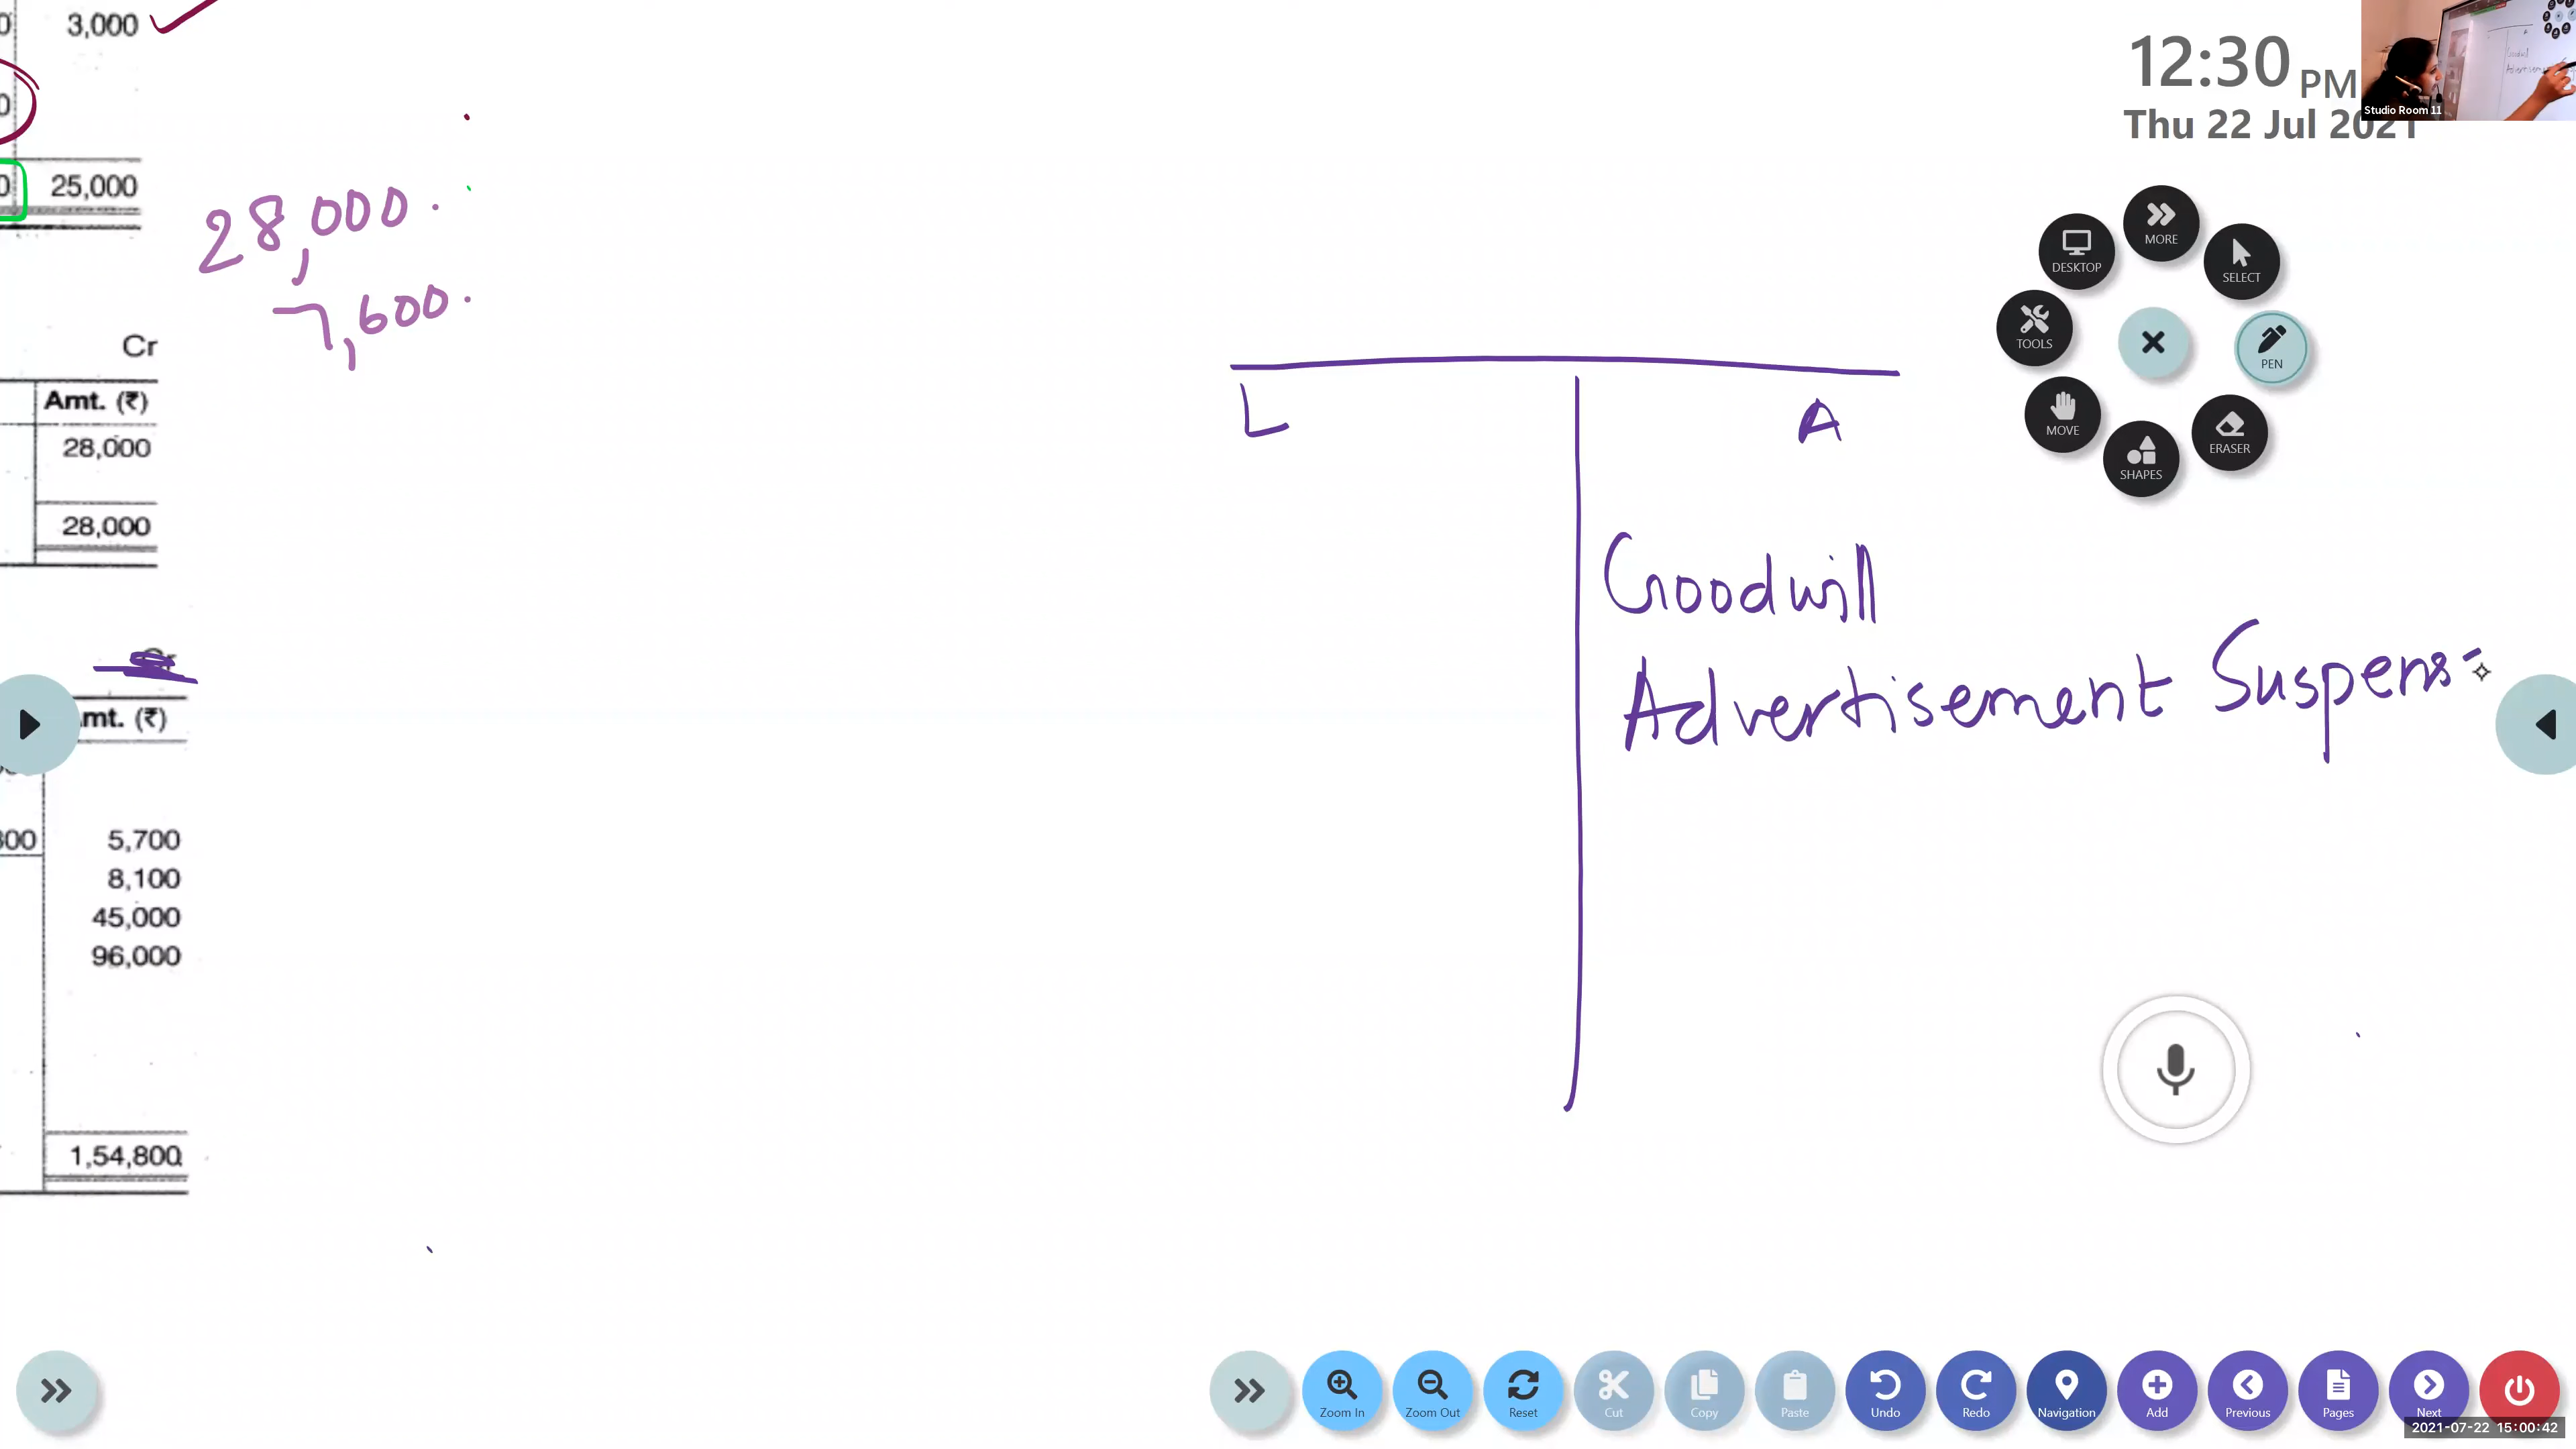 3,000
12:30 PM
Thu 22 Jul 2021
Studio Room 11
25,000
28,000.
7,600.
Cr
Amt. (₹)
28,000
28,000
L
A
Goodwill
Advertisement Suspens
mt. (₹)
5,700
8,100
45,000
96,000
1,54,800
MORE
DESKTOP
SELECT
TOOLS
PEN
MOVE
ERASER
SHAPES
Zoom In
Zoom Out
Reset
Cut
Copy
Paste
Undo
Redo
Navigation
Add
Previous
Pages
Next
2021-07-22 15:00:42